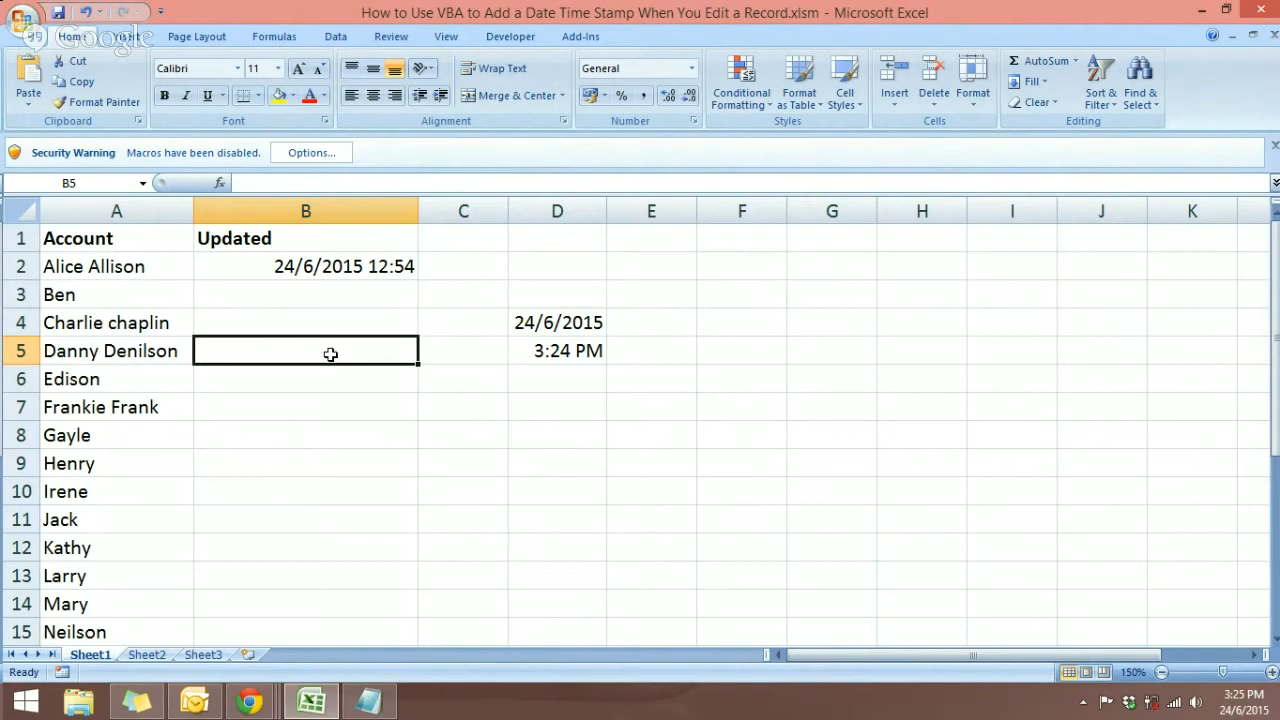 How to Use VBA to Add a Date Time Stamp When You Edit a Record.xlsm - Microsoft Excel
Home Insert Page Layout Formulas Data Review View Developer Add-Ins
Google
Paste
Cut
Copy
Format Painter
Clipboard
Calibri 11
B I U
Font
Wrap Text
Merge & Center
Alignment
General
%
Number
Conditional Formatting
Format as Table
Cell Styles
Styles
Insert
Delete
Format
Cells
AutoSum
Fill
Clear
Sort & Filter
Find & Select
Editing
Security Warning Macros have been disabled. Options...
B5 fx
A B C D E F G H I J K
1 Account Updated
2 Alice Allison 24/6/2015 12:54
3 Ben
4 Charlie chaplin 24/6/2015
5 Danny Denilson 3:24 PM
6 Edison
7 Frankie Frank
8 Gayle
9 Henry
10 Irene
11 Jack
12 Kathy
13 Larry
14 Mary
15 Neilson
Sheet1 Sheet2 Sheet3
Ready 150%
3:25 PM
24/6/2015